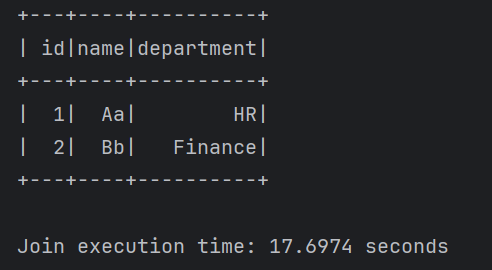 +---+----+----------+
| id|name|department|
+---+----+----------+
|  1|  Aa|        HR|
|  2|  Bb|   Finance|
+---+----+----------+
Join execution time: 17.6974 seconds